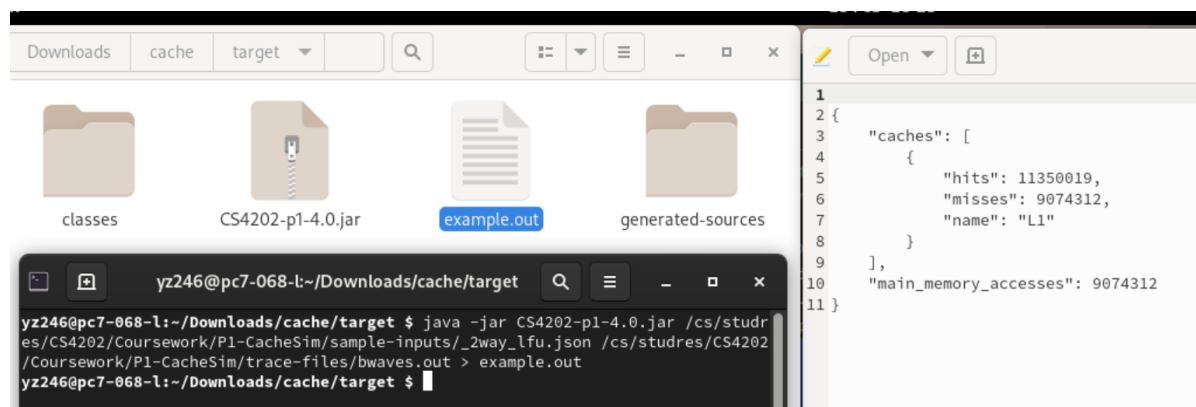 Downloads cache target
classes
CS4202-p1-4.0.jar
example.out
generated-sources
yz246@pc7-068-l:~/Downloads/cache/target
yz246@pc7-068-l:~/Downloads/cache/target $ java -jar CS4202-p1-4.0.jar /cs/studr
es/CS4202/Coursework/P1-CacheSim/sample-inputs/_2way_lfu.json /cs/studres/CS4202
/Coursework/P1-CacheSim/trace-files/bwaves.out > example.out
yz246@pc7-068-l:~/Downloads/cache/target $
Open
1
2 {
3 "caches": [
4 {
5 "hits": 11350019,
6 "misses": 9074312,
7 "name": "L1"
8 }
9 ],
10 "main_memory_accesses": 9074312
11 }